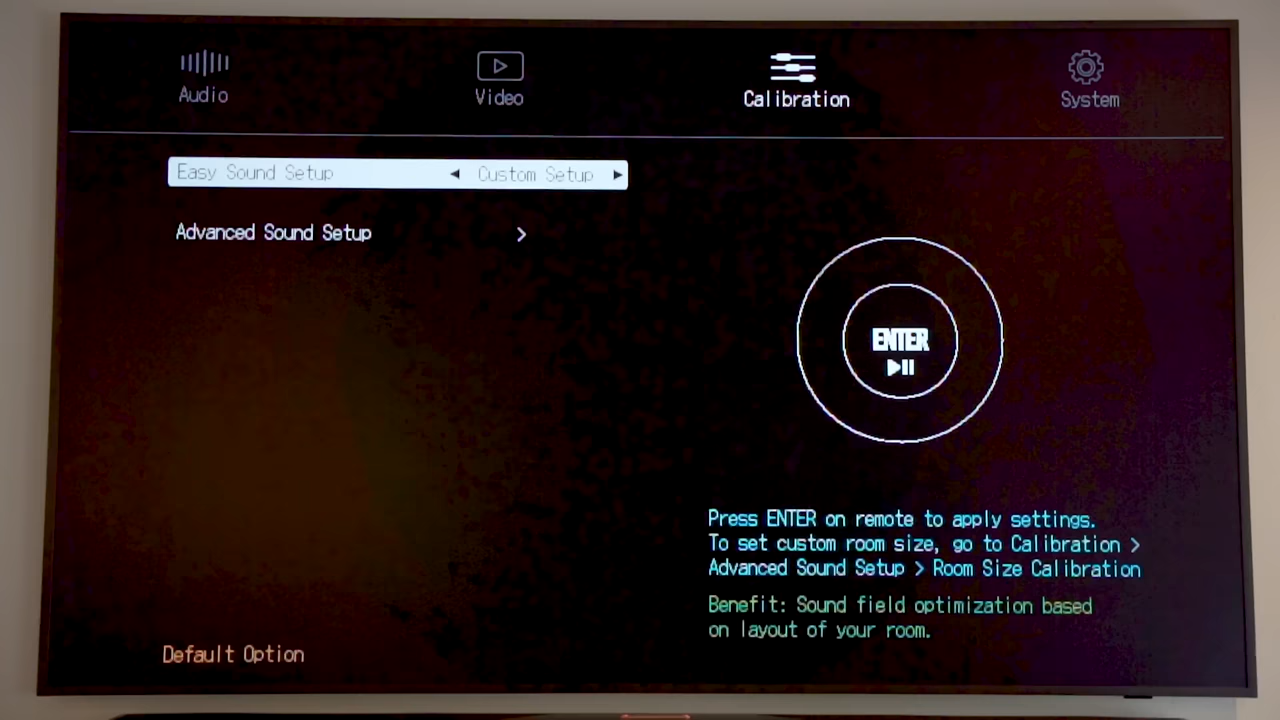 Audio
Video
Calibration
System
Easy Sound Setup ◀ Custom Setup ▶
Advanced Sound Setup >
ENTER
Press ENTER on remote to apply settings.
To set custom room size, go to Calibration >
Advanced Sound Setup > Room Size Calibration
Benefit: Sound field optimization based
on layout of your room.
Default Option